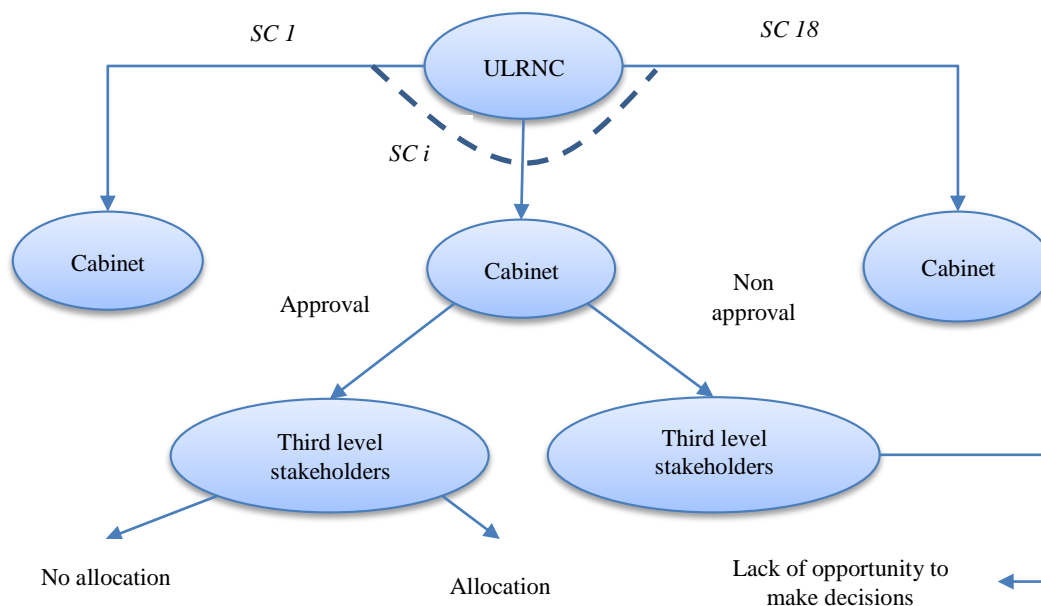 SC 1
SC 18
ULRNC
SC i
Cabinet
Cabinet
Cabinet
Approval
Non
approval
Third level
stakeholders
Third level
stakeholders
No allocation
Allocation
Lack of opportunity to
make decisions